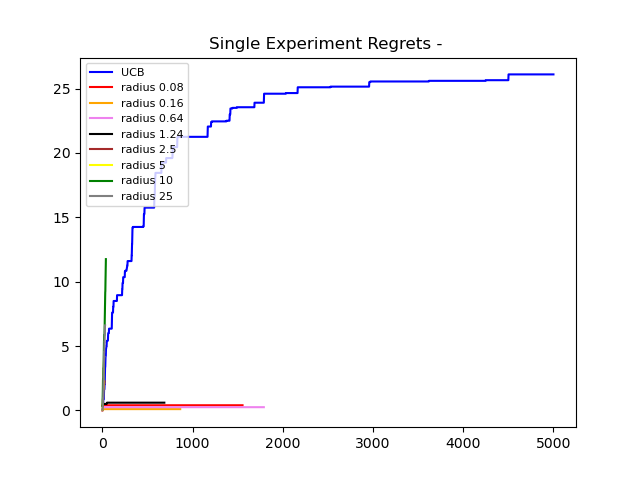 Single Experiment Regrets -
UCB
radius 0.08
radius 0.16
radius 0.64
radius 1.24
radius 2.5
radius 5
radius 10
radius 25
25
20
15
10
5
0
0 1000 2000 3000 4000 5000